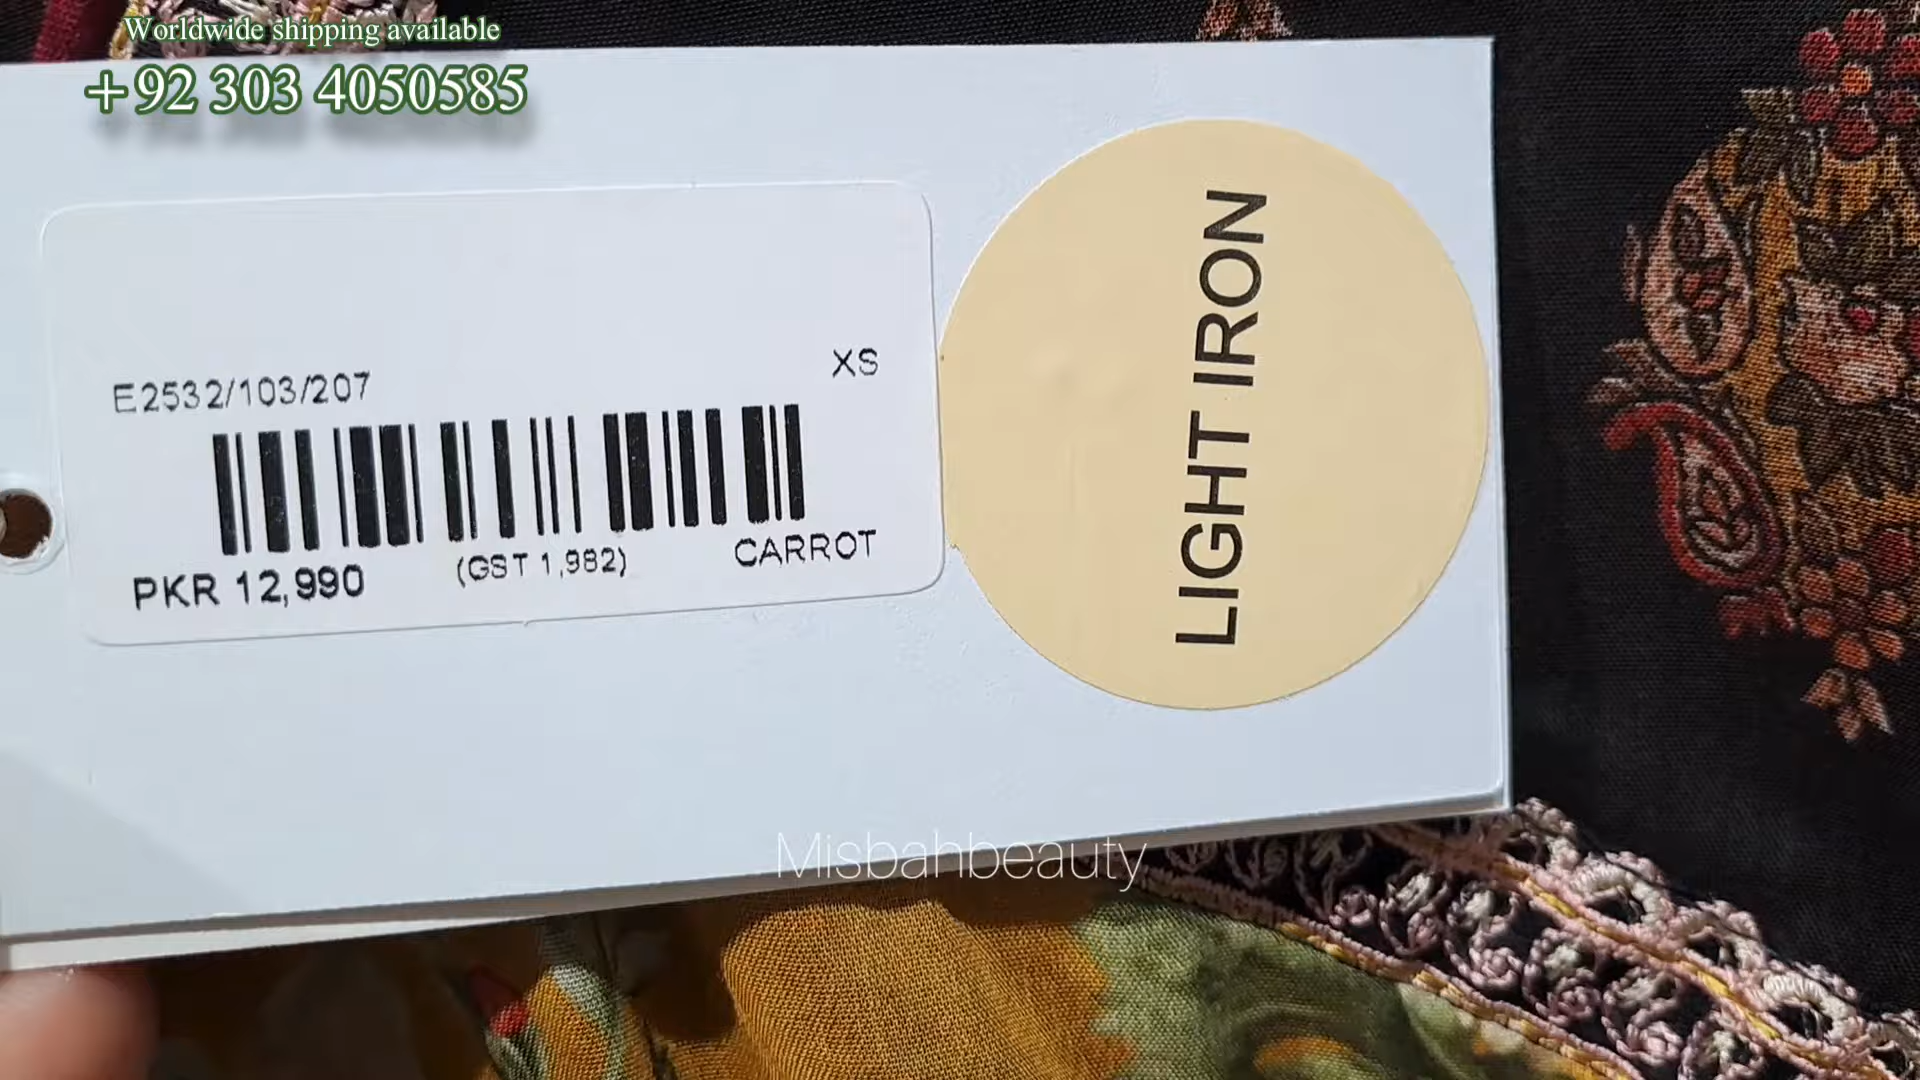 Worldwide shipping available
+92 303 4050585
E2532/103/207
XS
PKR 12,990
(GST 1,982)
CARROT
LIGHT IRON
Misbahbeauty